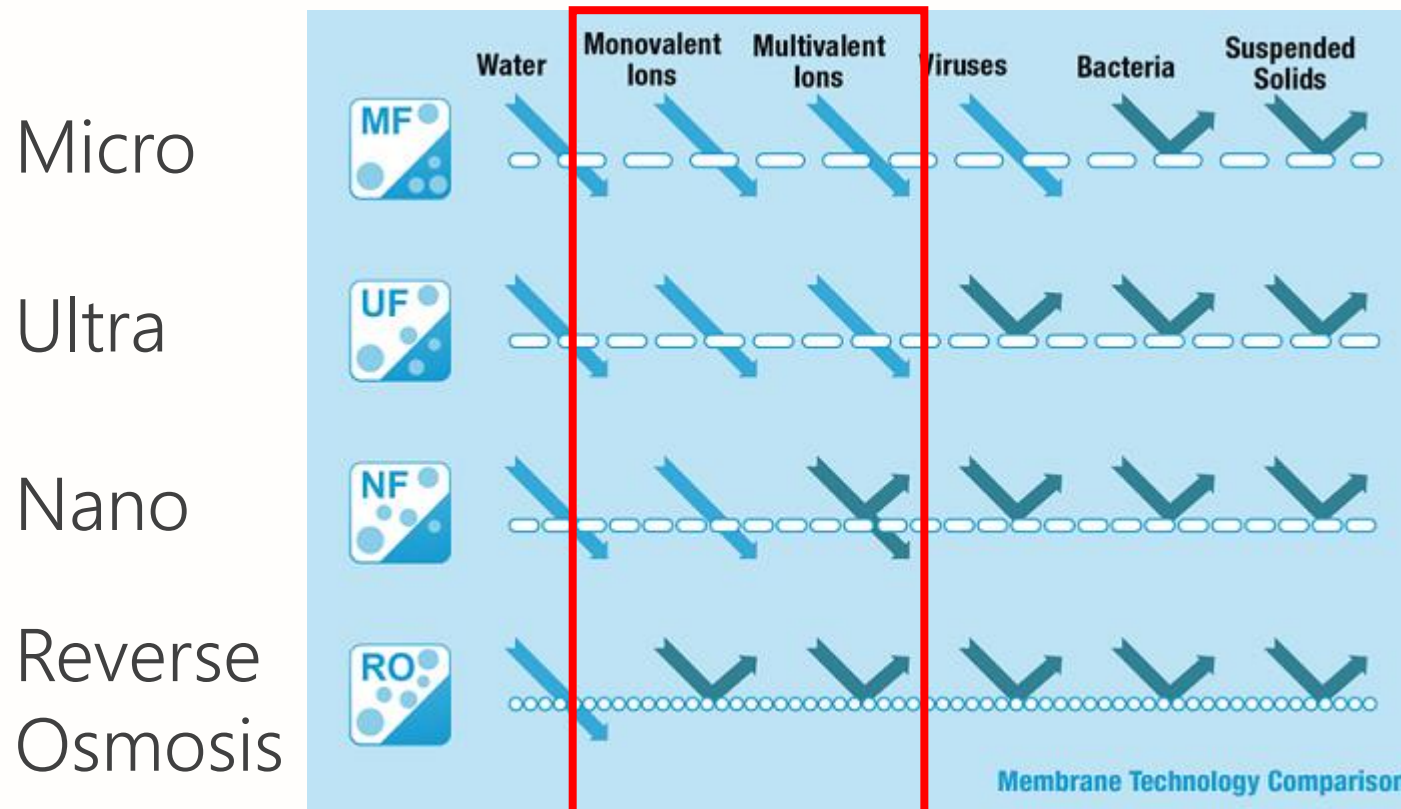 Water
Monovalent
Ions
Multivalent
Ions
Viruses
Bacteria
Suspended
Solids
Micro
MF
Ultra
UF
Nano
NF
Reverse
Osmosis
RO
Membrane Technology Comparison